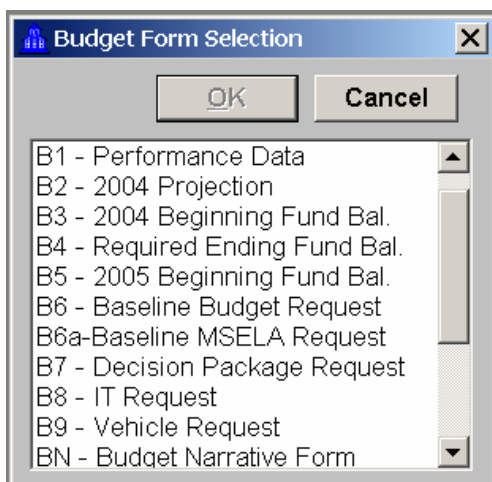 Budget Form Selection
OK Cancel
B1 - Performance Data
B2 - 2004 Projection
B3 - 2004 Beginning Fund Bal.
B4 - Required Ending Fund Bal.
B5 - 2005 Beginning Fund Bal.
B6 - Baseline Budget Request
B6a-Baseline MSELA Request
B7 - Decision Package Request
B8 - IT Request
B9 - Vehicle Request
BN - Budget Narrative Form